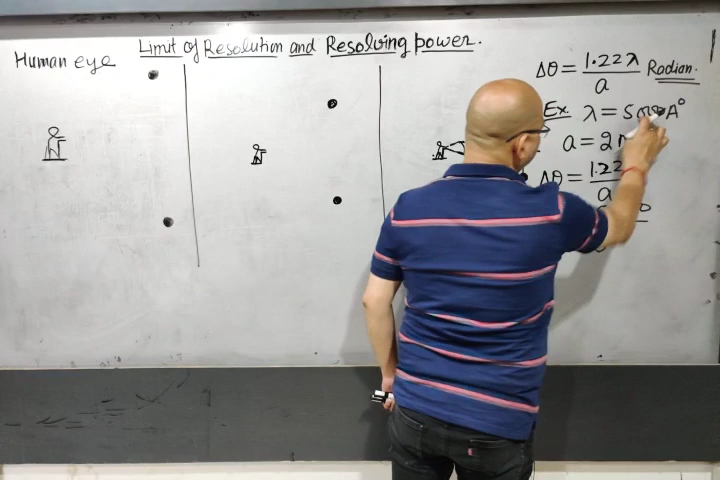 Limit of Resolution and Resolving power.
Human eye
Δθ = 1.22λ / a Radian.
Ex. λ = 5000 A°
a = 2
Δθ = 1.22 / a